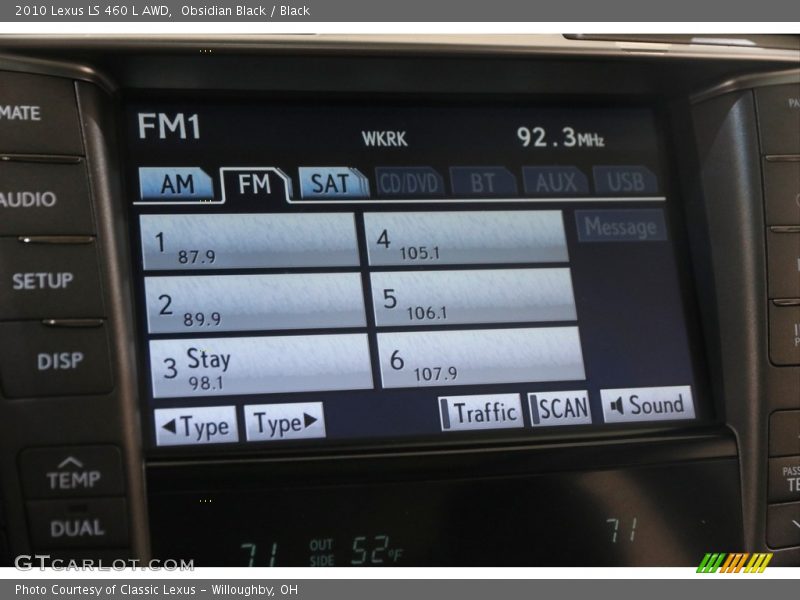 2010 Lexus LS 460 L AWD,  Obsidian Black / Black
MATE
AUDIO
SETUP
DISP
TEMP
DUAL
FM1
WKRK
92.3MHz
AM FM SAT CD/DVD BT AUX USB
1 87.9
4 105.1
Message
2 89.9
5 106.1
3 Stay 98.1
6 107.9
◄Type Type► Traffic SCAN Sound
71 OUT SIDE 52°F 71
PA
PASS
TE
GTCARLOT.COM
Photo Courtesy of Classic Lexus - Willoughby, OH